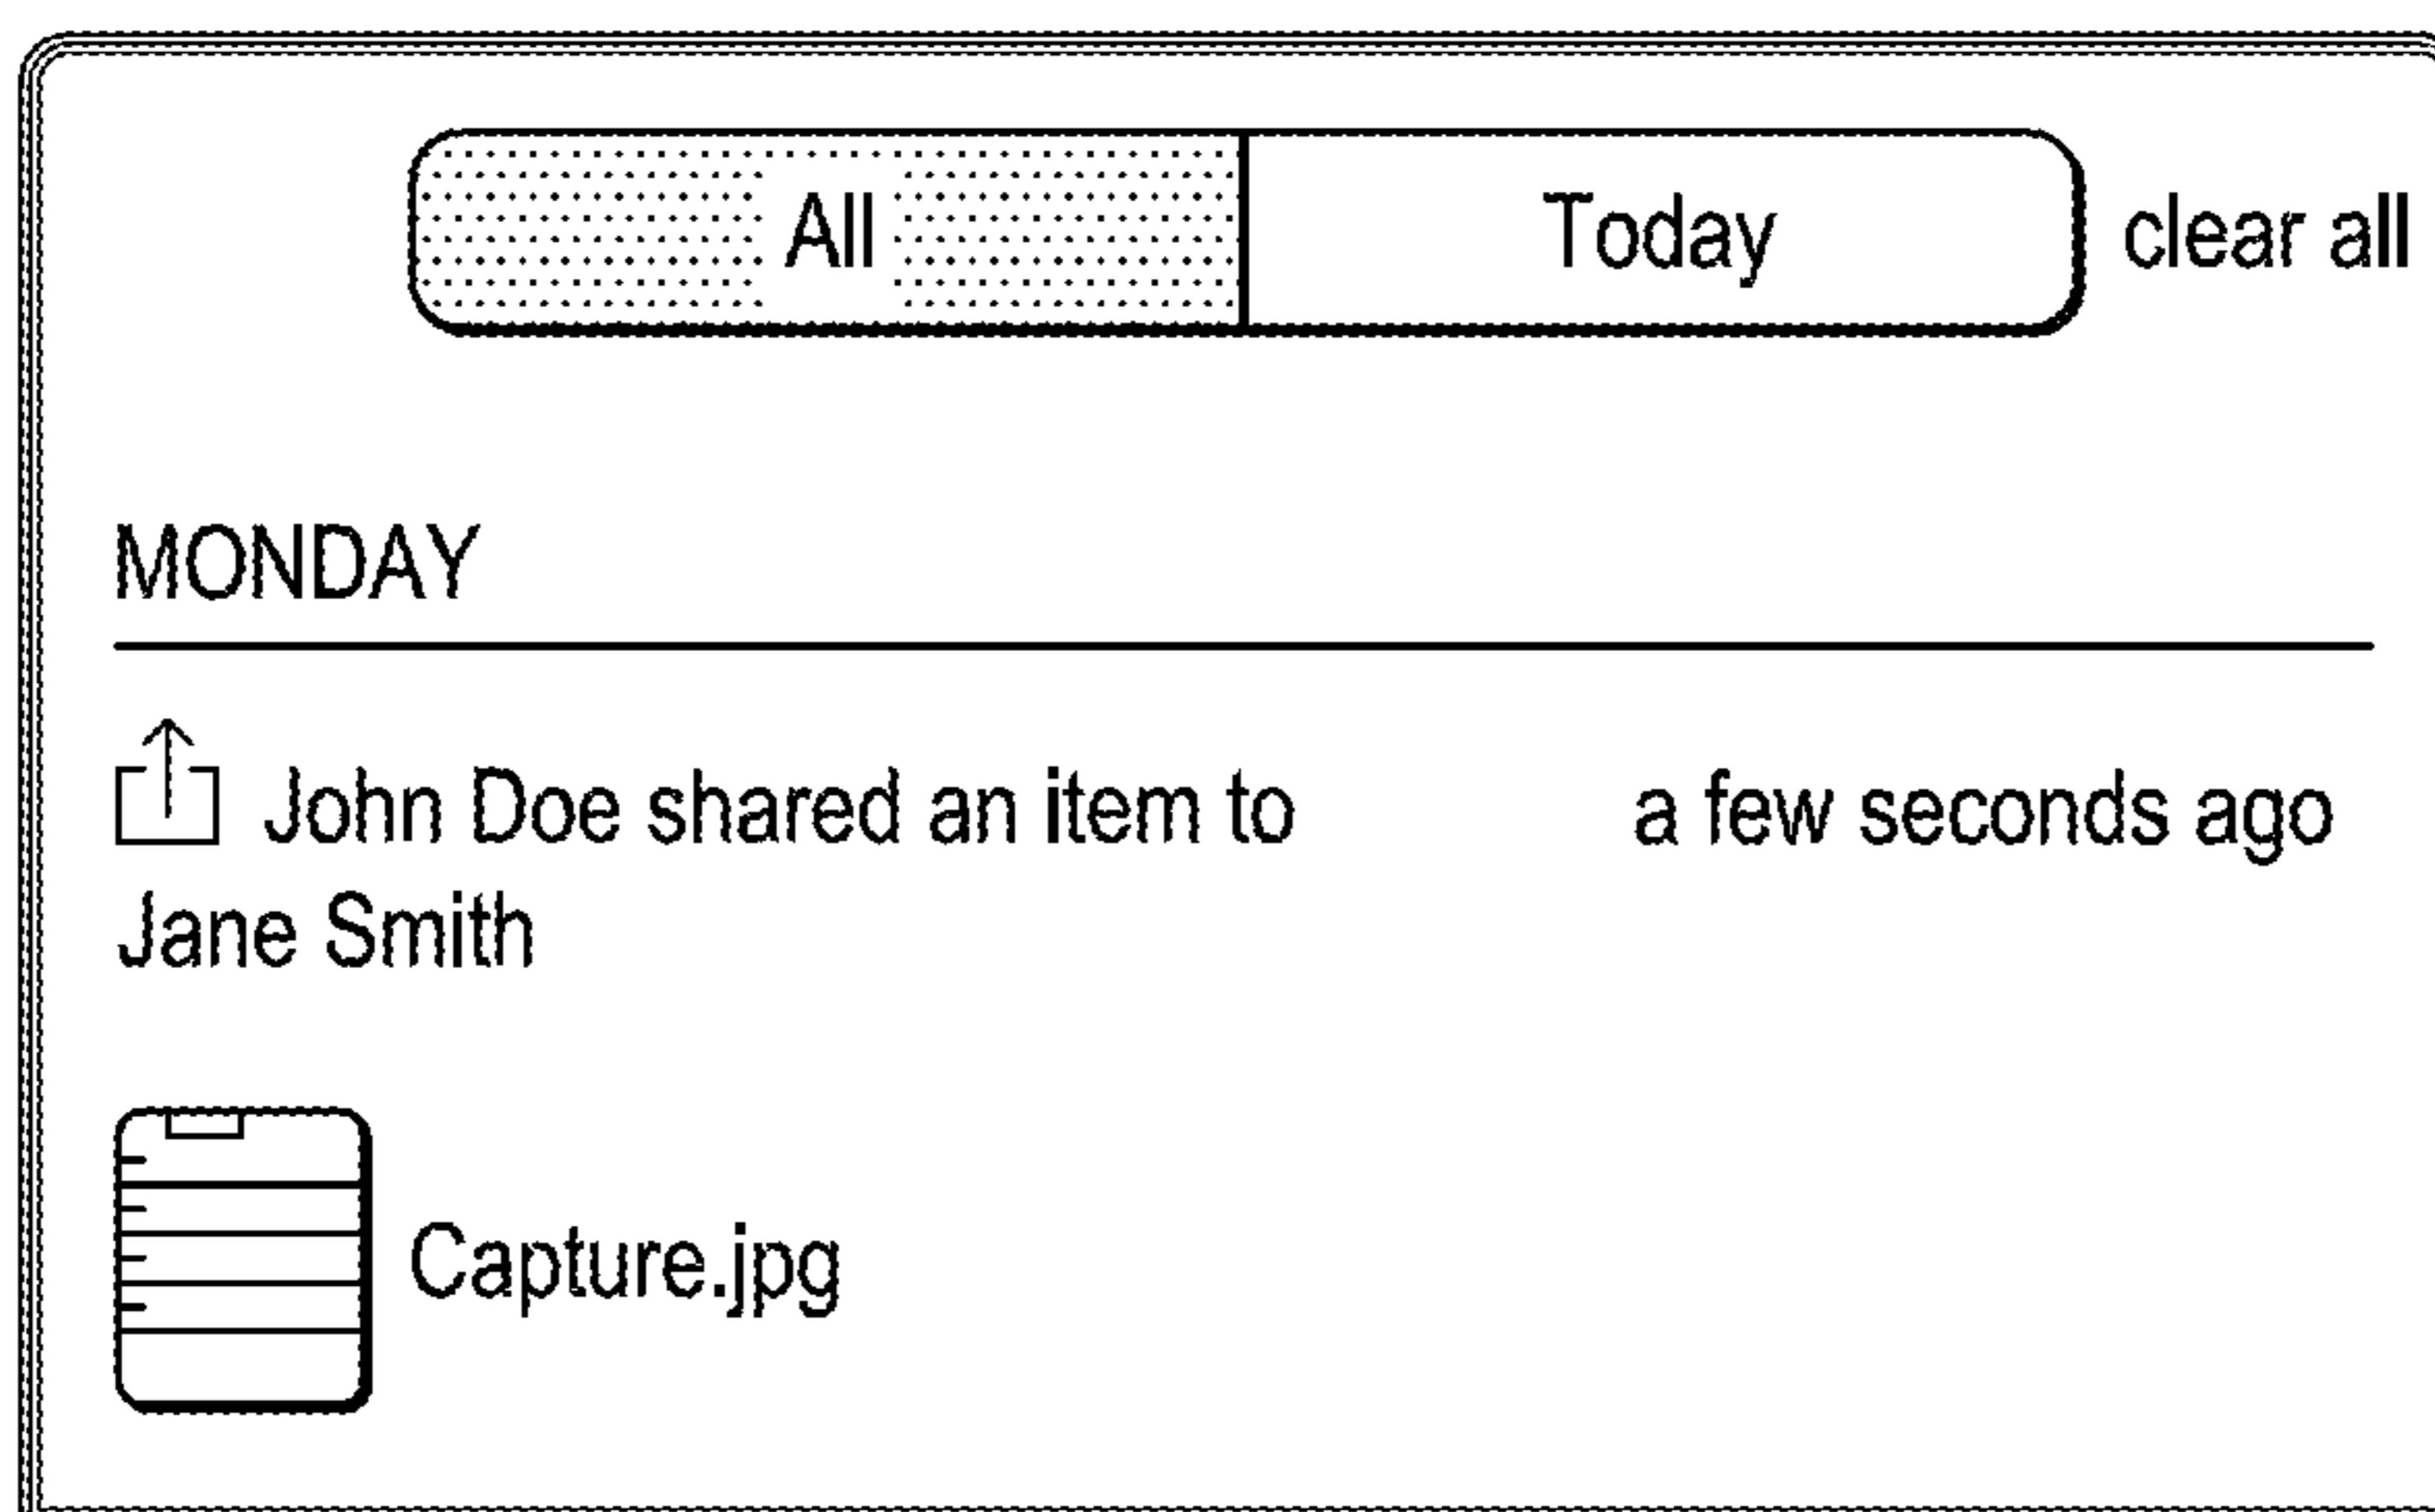 All Today clear all
MONDAY
John Doe shared an item to a few seconds ago
Jane Smith
Capture.jpg